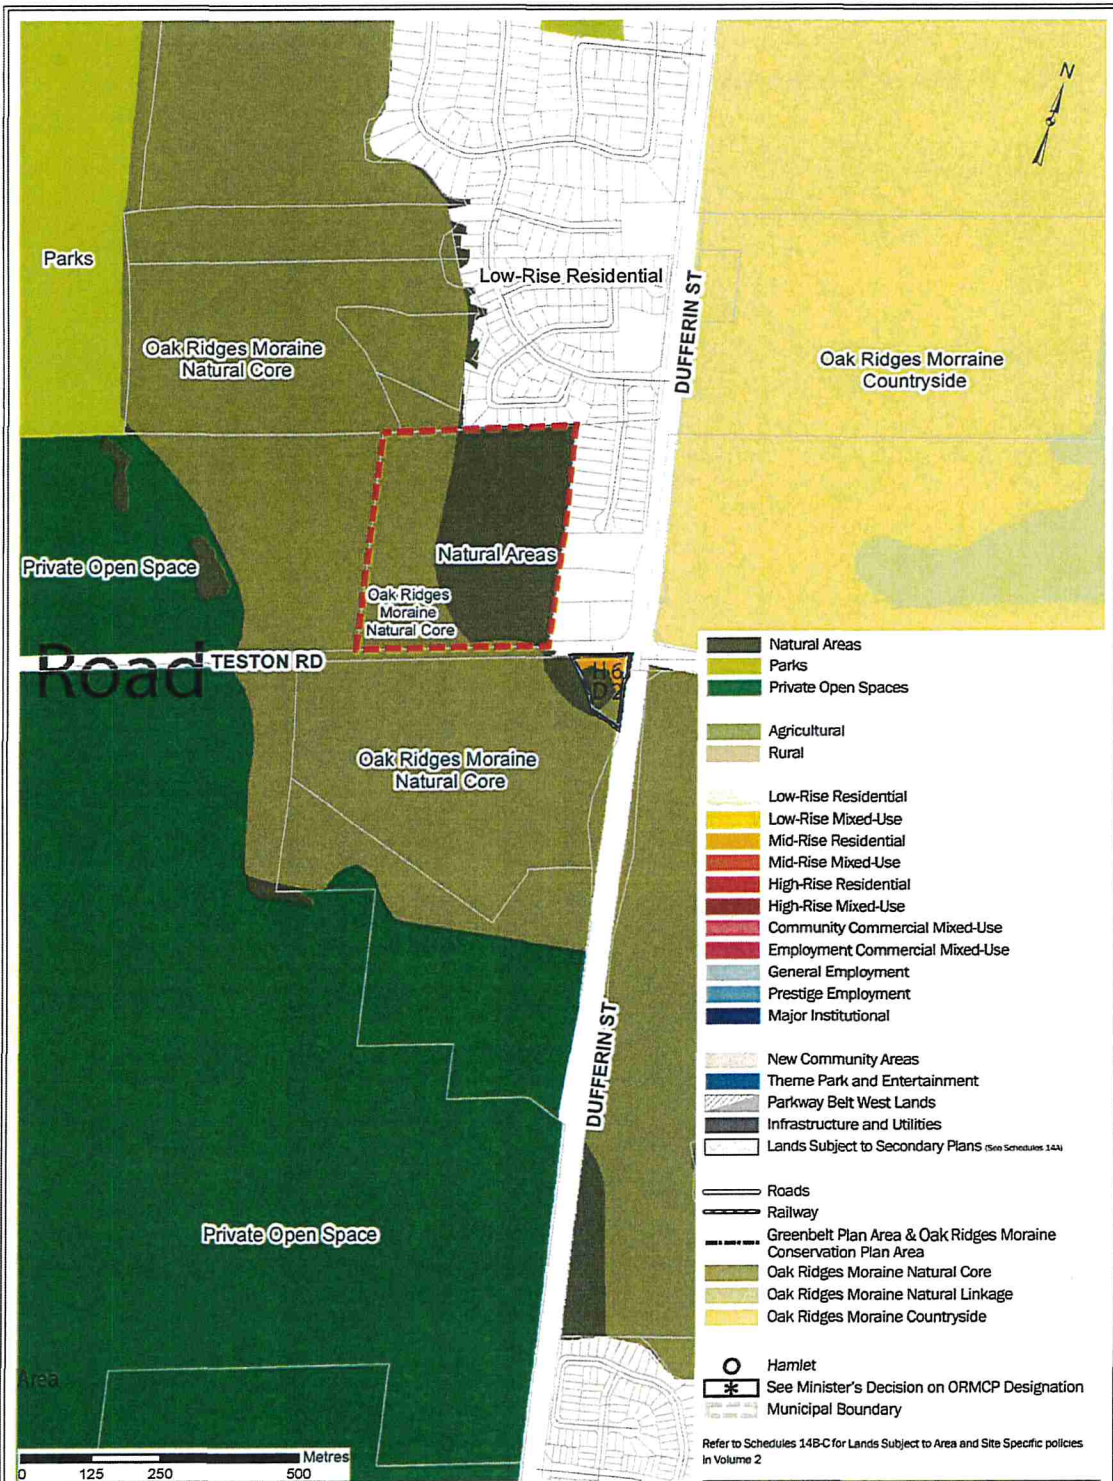 N
Parks
Low-Rise Residential
DUFFERIN ST
Oak Ridges Moraine
Natural Core
Oak Ridges Morraine
Countryside
Natural Areas
Private Open Space
Oak Ridges
Moraine
Natural Core
Road
TESTON RD
H 6
D 2
Oak Ridges Moraine
Natural Core
DUFFERIN ST
Private Open Space
Area
Metres
0 125 250 500
Natural Areas
Parks
Private Open Spaces
Agricultural
Rural
Low-Rise Residential
Low-Rise Mixed-Use
Mid-Rise Residential
Mid-Rise Mixed-Use
High-Rise Residential
High-Rise Mixed-Use
Community Commercial Mixed-Use
Employment Commercial Mixed-Use
General Employment
Prestige Employment
Major Institutional
New Community Areas
Theme Park and Entertainment
Parkway Belt West Lands
Infrastructure and Utilities
Lands Subject to Secondary Plans (See Schedules 14A)
Roads
Railway
Greenbelt Plan Area & Oak Ridges Moraine
Conservation Plan Area
Oak Ridges Moraine Natural Core
Oak Ridges Moraine Natural Linkage
Oak Ridges Moraine Countryside
Hamlet
See Minister's Decision on ORMCP Designation
Municipal Boundary
Refer to Schedules 14B-C for Lands Subject to Area and Site Specific policies
in Volume 2